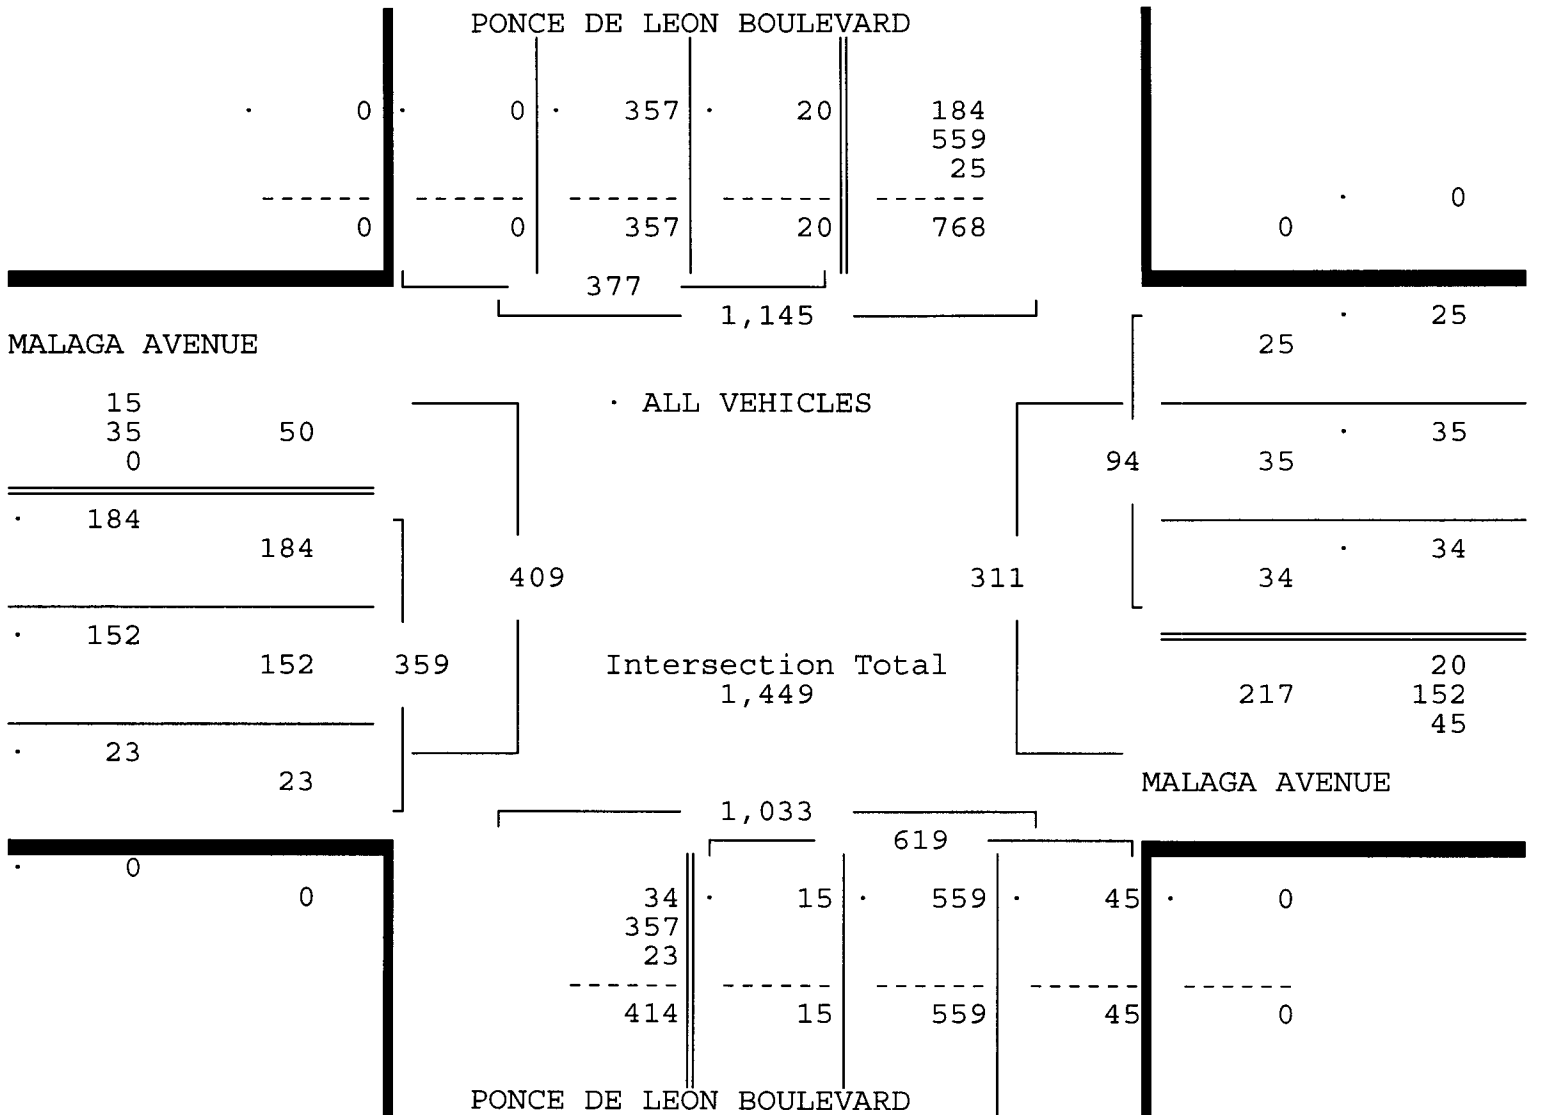 PONCE DE LEON BOULEVARD
· 0 · 0 · 357 · 20 184
559
25
· 0
------ ------ ------ ------ ------
0 0 357 20 768 0
377
1,145
· 25
MALAGA AVENUE 25
15 · ALL VEHICLES
35 50 · 35
0 94 35
· 184
184 · 34
409 311 34
· 152
152 359 Intersection Total 20
1,449 217 152
45
· 23
23 MALAGA AVENUE
1,033
619
· 0
0 34 · 15 · 559 · 45 · 0
357
23
------ ------ ------ ------ ------
414 15 559 45 0
PONCE DE LEON BOULEVARD